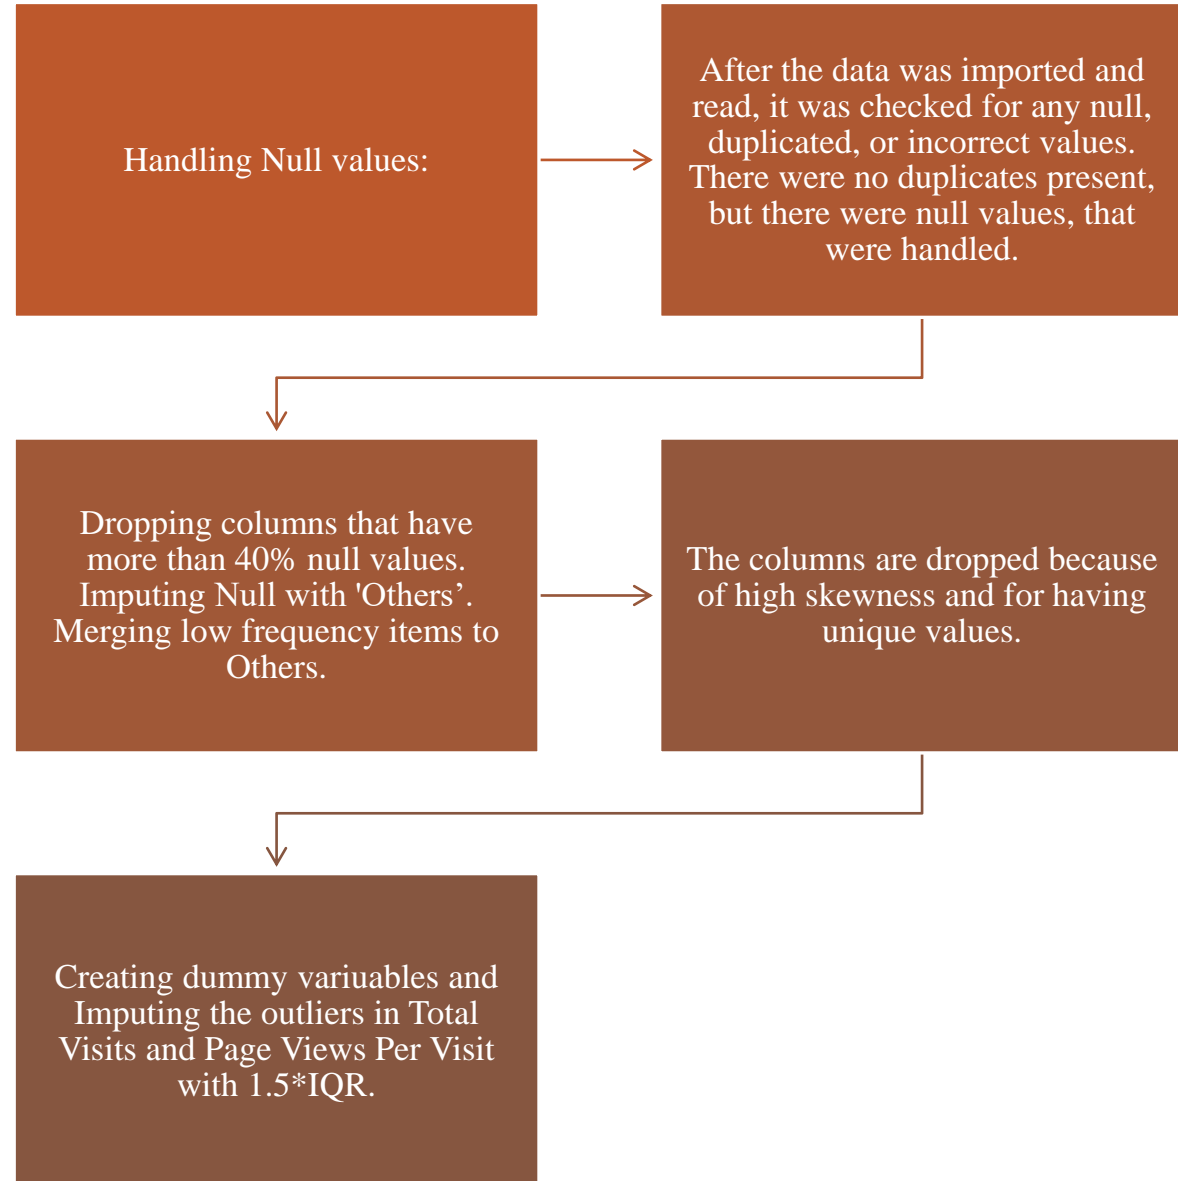 Handling Null values:
After the data was imported and
read, it was checked for any null,
duplicated, or incorrect values.
There were no duplicates present,
but there were null values, that
were handled.
Dropping columns that have
more than 40% null values.
Imputing Null with 'Others’.
Merging low frequency items to
Others.
The columns are dropped because
of high skewness and for having
unique values.
Creating dummy variuables and
Imputing the outliers in Total
Visits and Page Views Per Visit
with 1.5*IQR.